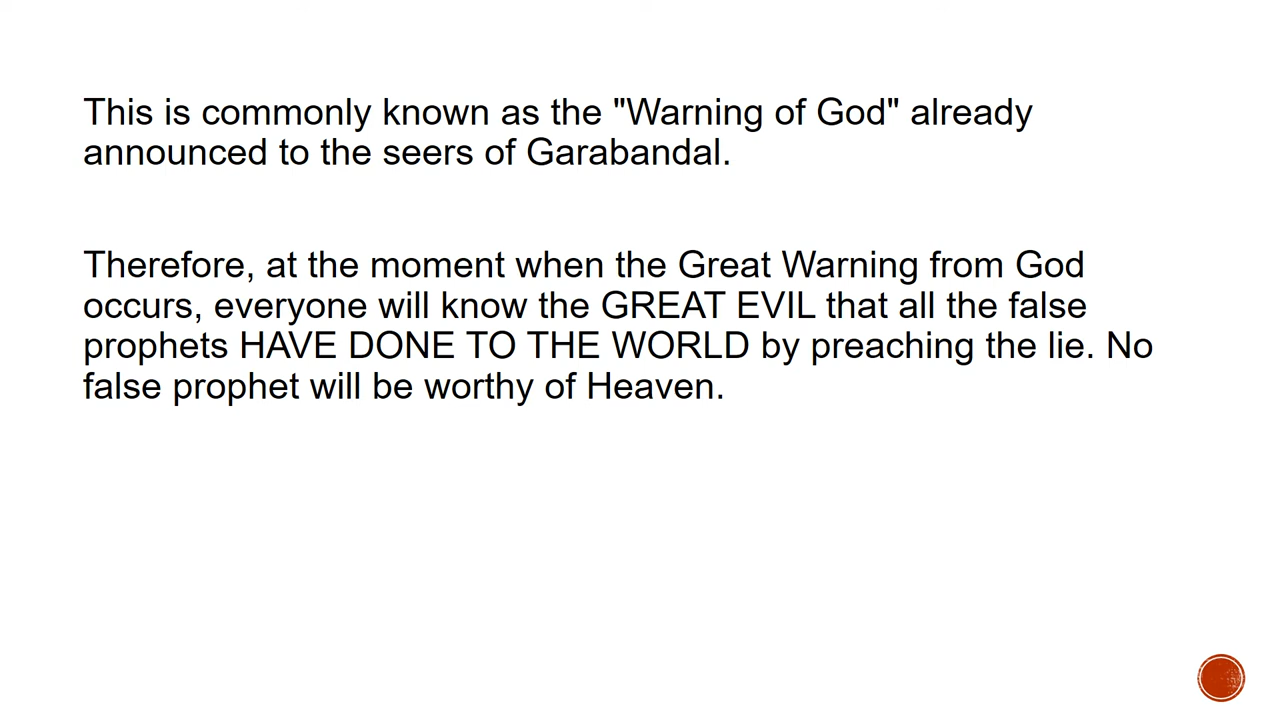 This is commonly known as the "Warning of God" already
announced to the seers of Garabandal.
Therefore, at the moment when the Great Warning from God
occurs, everyone will know the GREAT EVIL that all the false
prophets HAVE DONE TO THE WORLD by preaching the lie. No
false prophet will be worthy of Heaven.